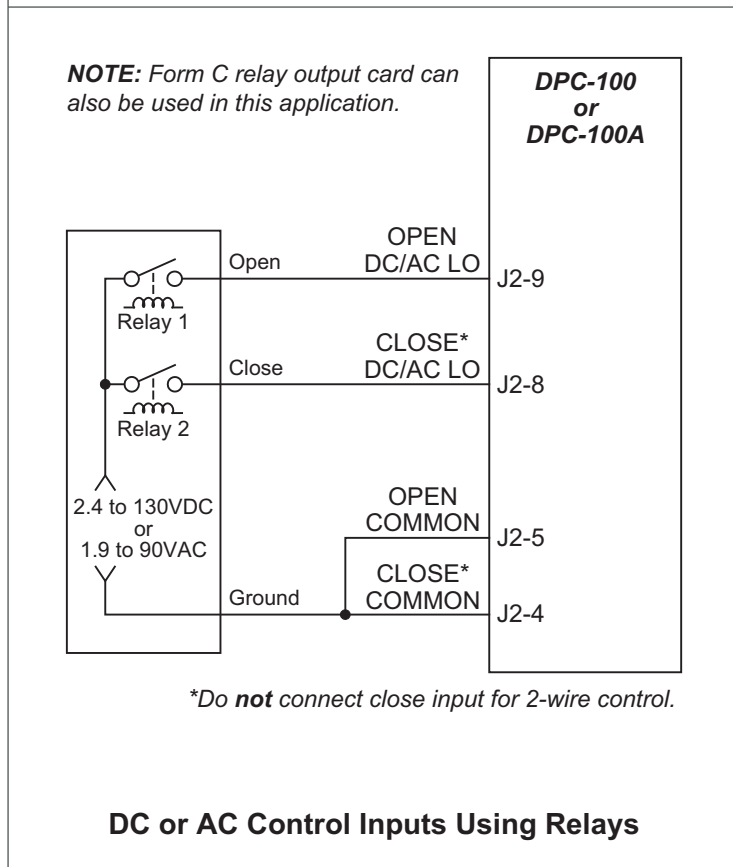 NOTE: Form C relay output card can
also be used in this application.
DPC-100
or
DPC-100A
OPEN
DC/AC LO
Open
J2-9
Relay 1
CLOSE*
DC/AC LO
Close
J2-8
Relay 2
2.4 to 130VDC
or
1.9 to 90VAC
OPEN
COMMON
J2-5
CLOSE*
COMMON
Ground
J2-4
*Do not connect close input for 2-wire control.
DC or AC Control Inputs Using Relays